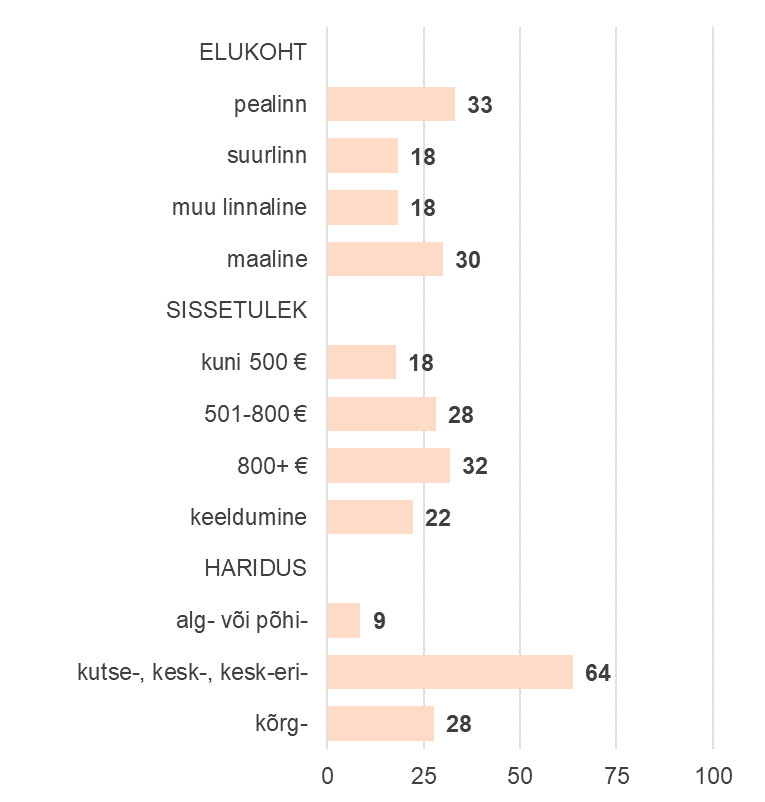 ELUKOHT
pealinn 33
suurlinn 18
muu linnaline 18
maaline 30
SISSETULEK
kuni 500 € 18
501-800 € 28
800+ € 32
keeldumine 22
HARIDUS
alg- või põhi- 9
kutse-, kesk-, kesk-eri- 64
kõrg- 28
0 25 50 75 100